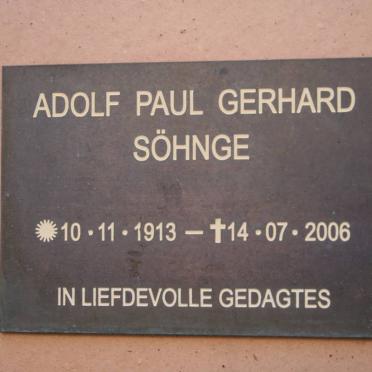 ADOLF PAUL GERHARD
SÖHNGE
10 • 11 • 1913 — ✝ 14 • 07 • 2006
IN LIEFDEVOLLE GEDAGTES